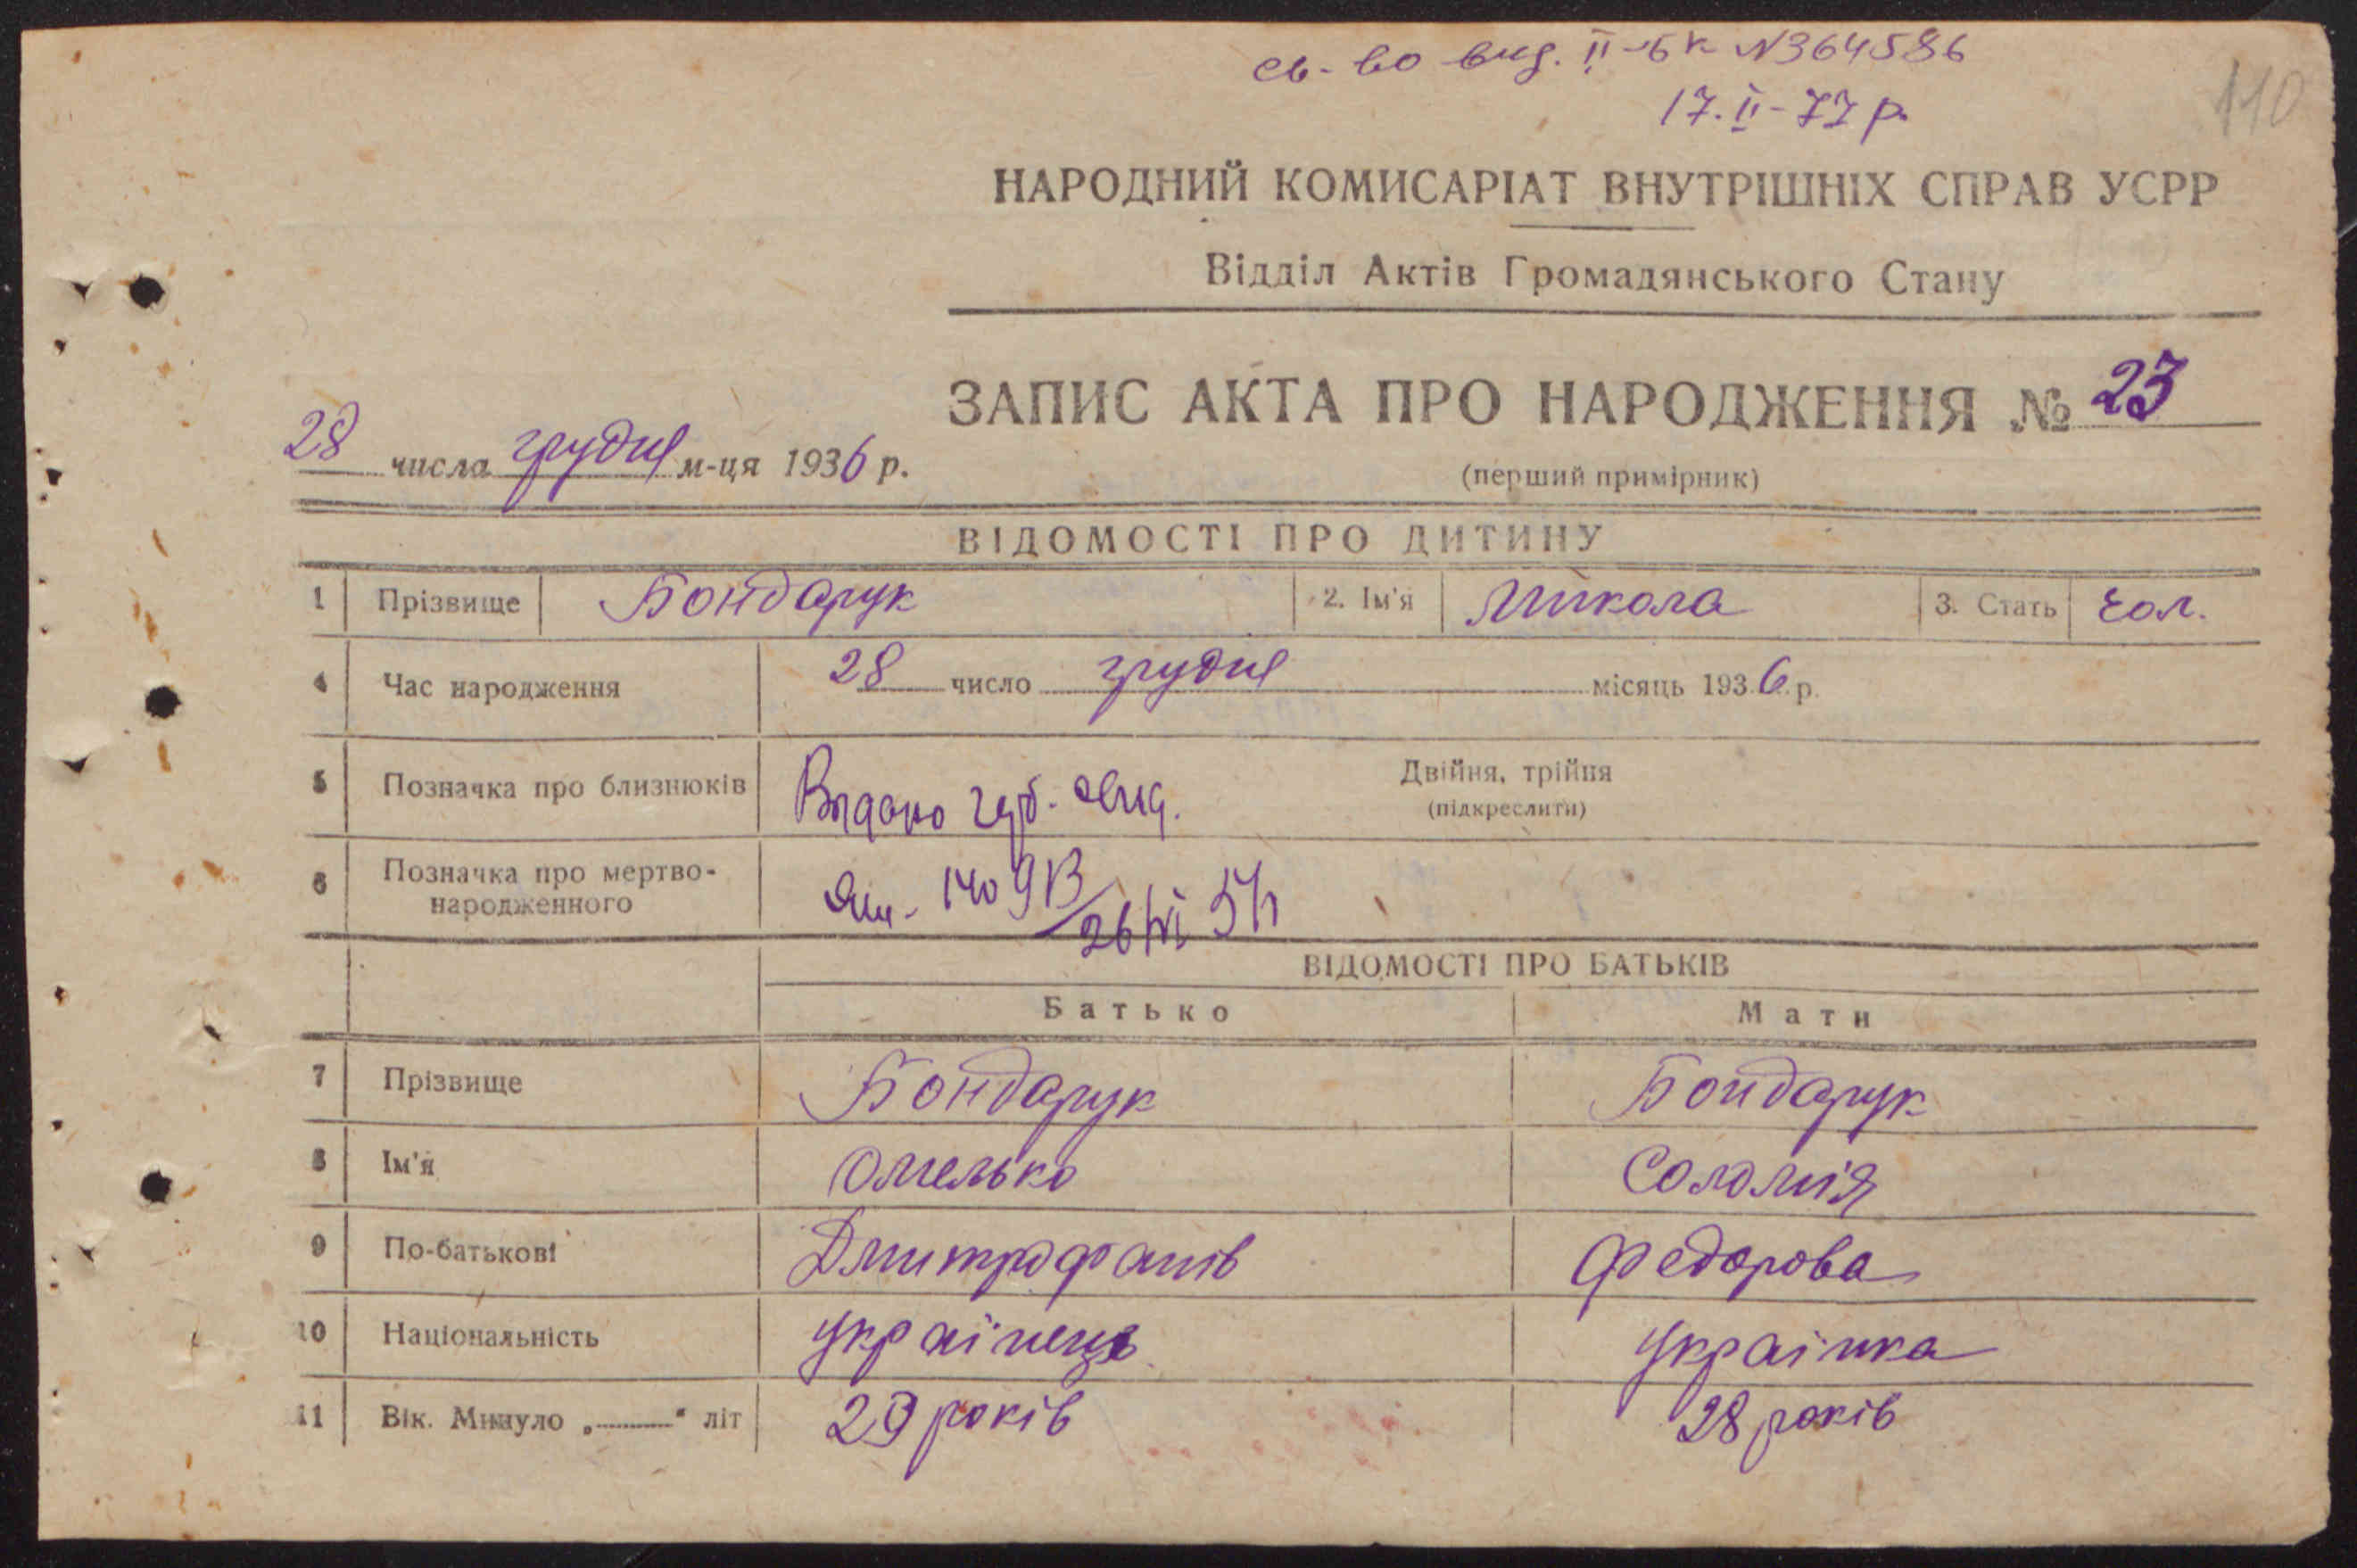 св-во вид. II-БК N364586
17.II-77 р.
110
НАРОДНИЙ КОМИСАРІАТ ВНУТРІШНІХ СПРАВ УСРР
Відділ Актів Громадянського Стану
ЗАПИС АКТА ПРО НАРОДЖЕННЯ № 23
28 числа грудня м-ця 1936 р.
(перший примірник)
ВІДОМОСТІ ПРО ДИТИНУ
1 Прізвище Бондарук 2. Ім'я Микола 3. Стать чол.
4 Час народження 28 число грудня місяць 1936 р.
5 Позначка про близнюків Видано герб. свид. Двійня, трійня
(підкреслити)
6 Позначка про мертво-
народженного
ВІДОМОСТІ ПРО БАТЬКІВ
Батько Мати
7 Прізвище Бондарук Бондарук
8 Ім'я Омелько Соломія
9 По-батькові Дмитрофанів Федорова
10 Національність українець українка
11 Вік. Минуло „ “ літ 29 років 28 років